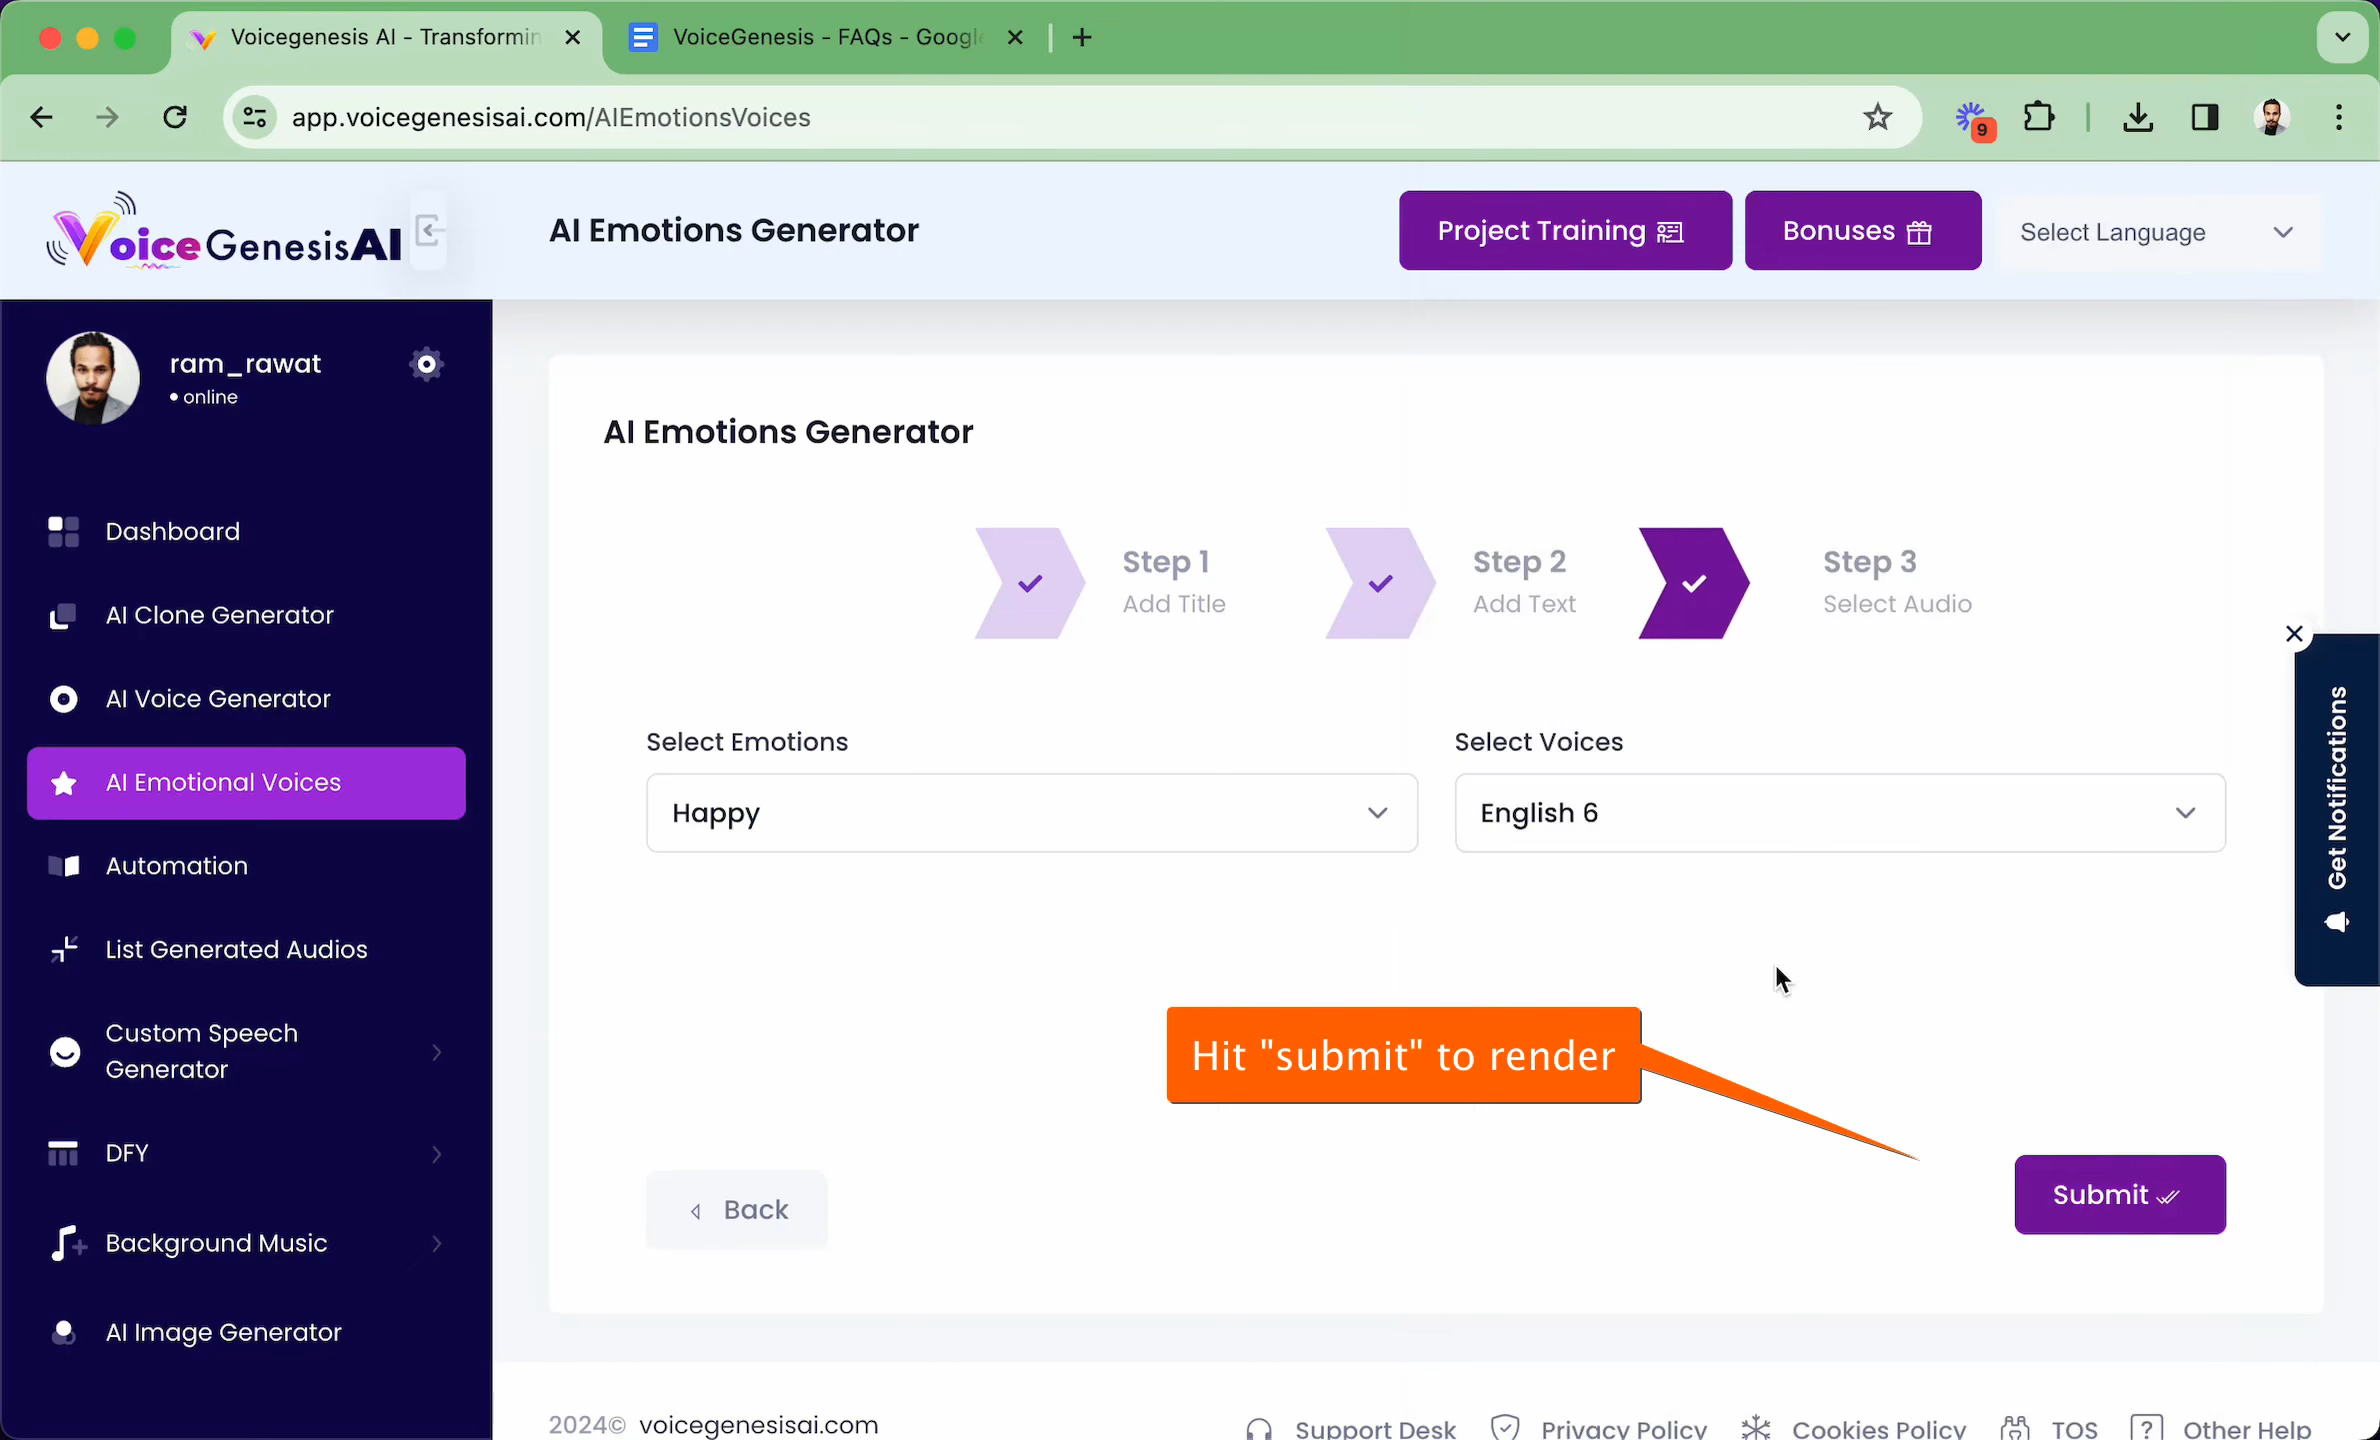 Voicegenesis AI - Transformin
VoiceGenesis - FAQs - Google
app.voicegenesisai.com/AIEmotionsVoices
9
VoiceGenesisAI
AI Emotions Generator
Project Training
Bonuses
Select Language
ram_rawat
online
Dashboard
AI Clone Generator
AI Voice Generator
AI Emotional Voices
Automation
List Generated Audios
Custom Speech
Generator
DFY
Background Music
AI Image Generator
AI Emotions Generator
Step 1
Add Title
Step 2
Add Text
Step 3
Select Audio
Select Emotions
Happy
Select Voices
English 6
Get Notifications
Hit "submit" to render
Back
Submit
2024© voicegenesisai.com
Support Desk
Privacy Policy
Cookies Policy
TOS
Other Help